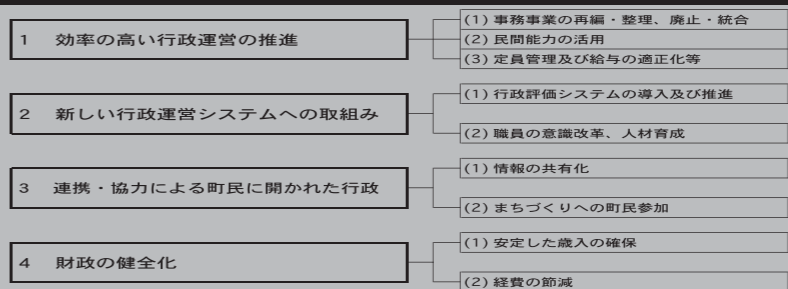 1 効率の高い行政運営の推進
(1) 事務事業の再編・整理、廃止・統合
(2) 民間能力の活用
(3) 定員管理及び給与の適正化等
2 新しい行政運営システムへの取組み
(1) 行政評価システムの導入及び推進
(2) 職員の意識改革、人材育成
3 連携・協力による町民に開かれた行政
(1) 情報の共有化
(2) まちづくりへの町民参加
4 財政の健全化
(1) 安定した歳入の確保
(2) 経費の節減